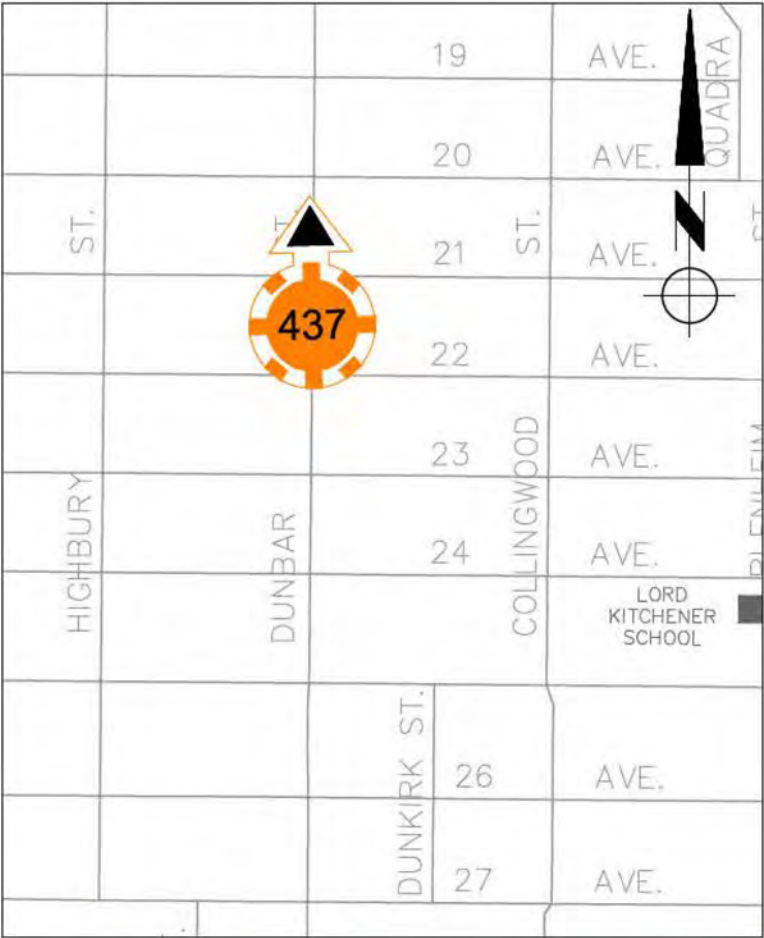 19 AVE.
QUADRA
20 AVE.
ST.
ST.
N
21 AVE.
437
22 AVE.
23 AVE.
HIGHBURY
DUNBAR
COLLINGWOOD
24 AVE.
LORD
KITCHENER
SCHOOL
DUNKIRK ST.
26 AVE.
27 AVE.